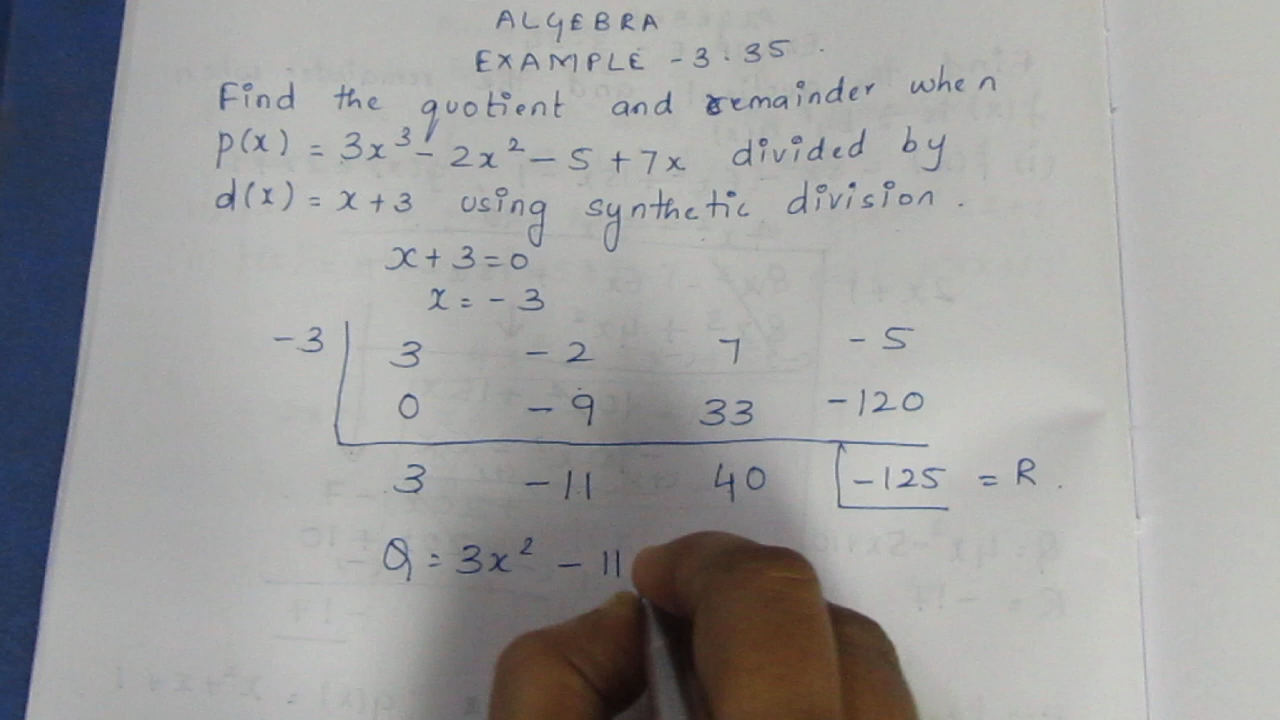 ALGEBRA
EXAMPLE - 3.35.
Find the quotient and remainder when
p(x) = 3x³ - 2x² - 5 + 7x divided by
d(x) = x + 3 using synthetic division.
x + 3 = 0
x = - 3
-3 3 - 2 7 - 5
0 - 9 33 - 120
3 - 11 40 - 125 = R.
Q = 3x² - 11